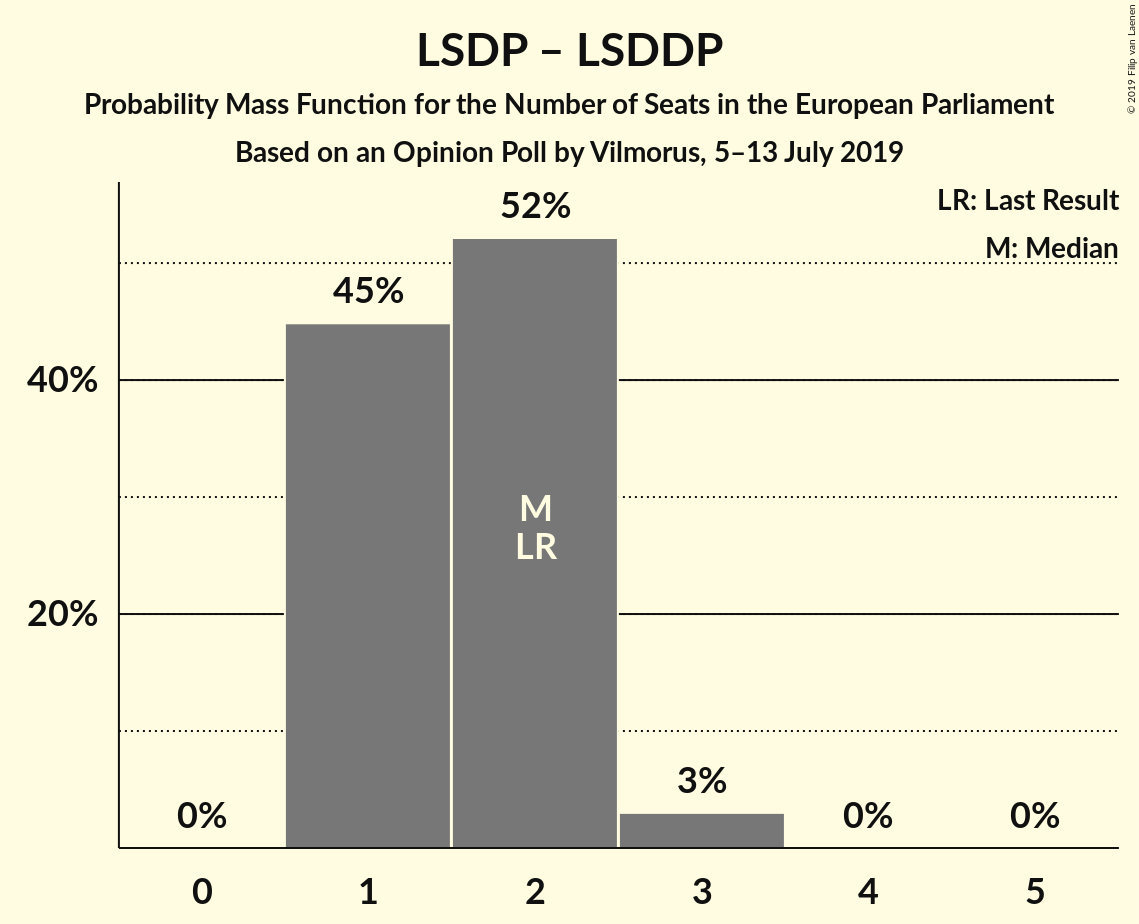 LSDP – LSDDP
Probability Mass Function for the Number of Seats in the European Parliament
Based on an Opinion Poll by Vilmorus, 5–13 July 2019
© 2019 Filip van Laenen
LR: Last Result
M: Median
52%
45%
40%
M
LR
20%
3%
0%
0%
0%
0
1
2
3
4
5